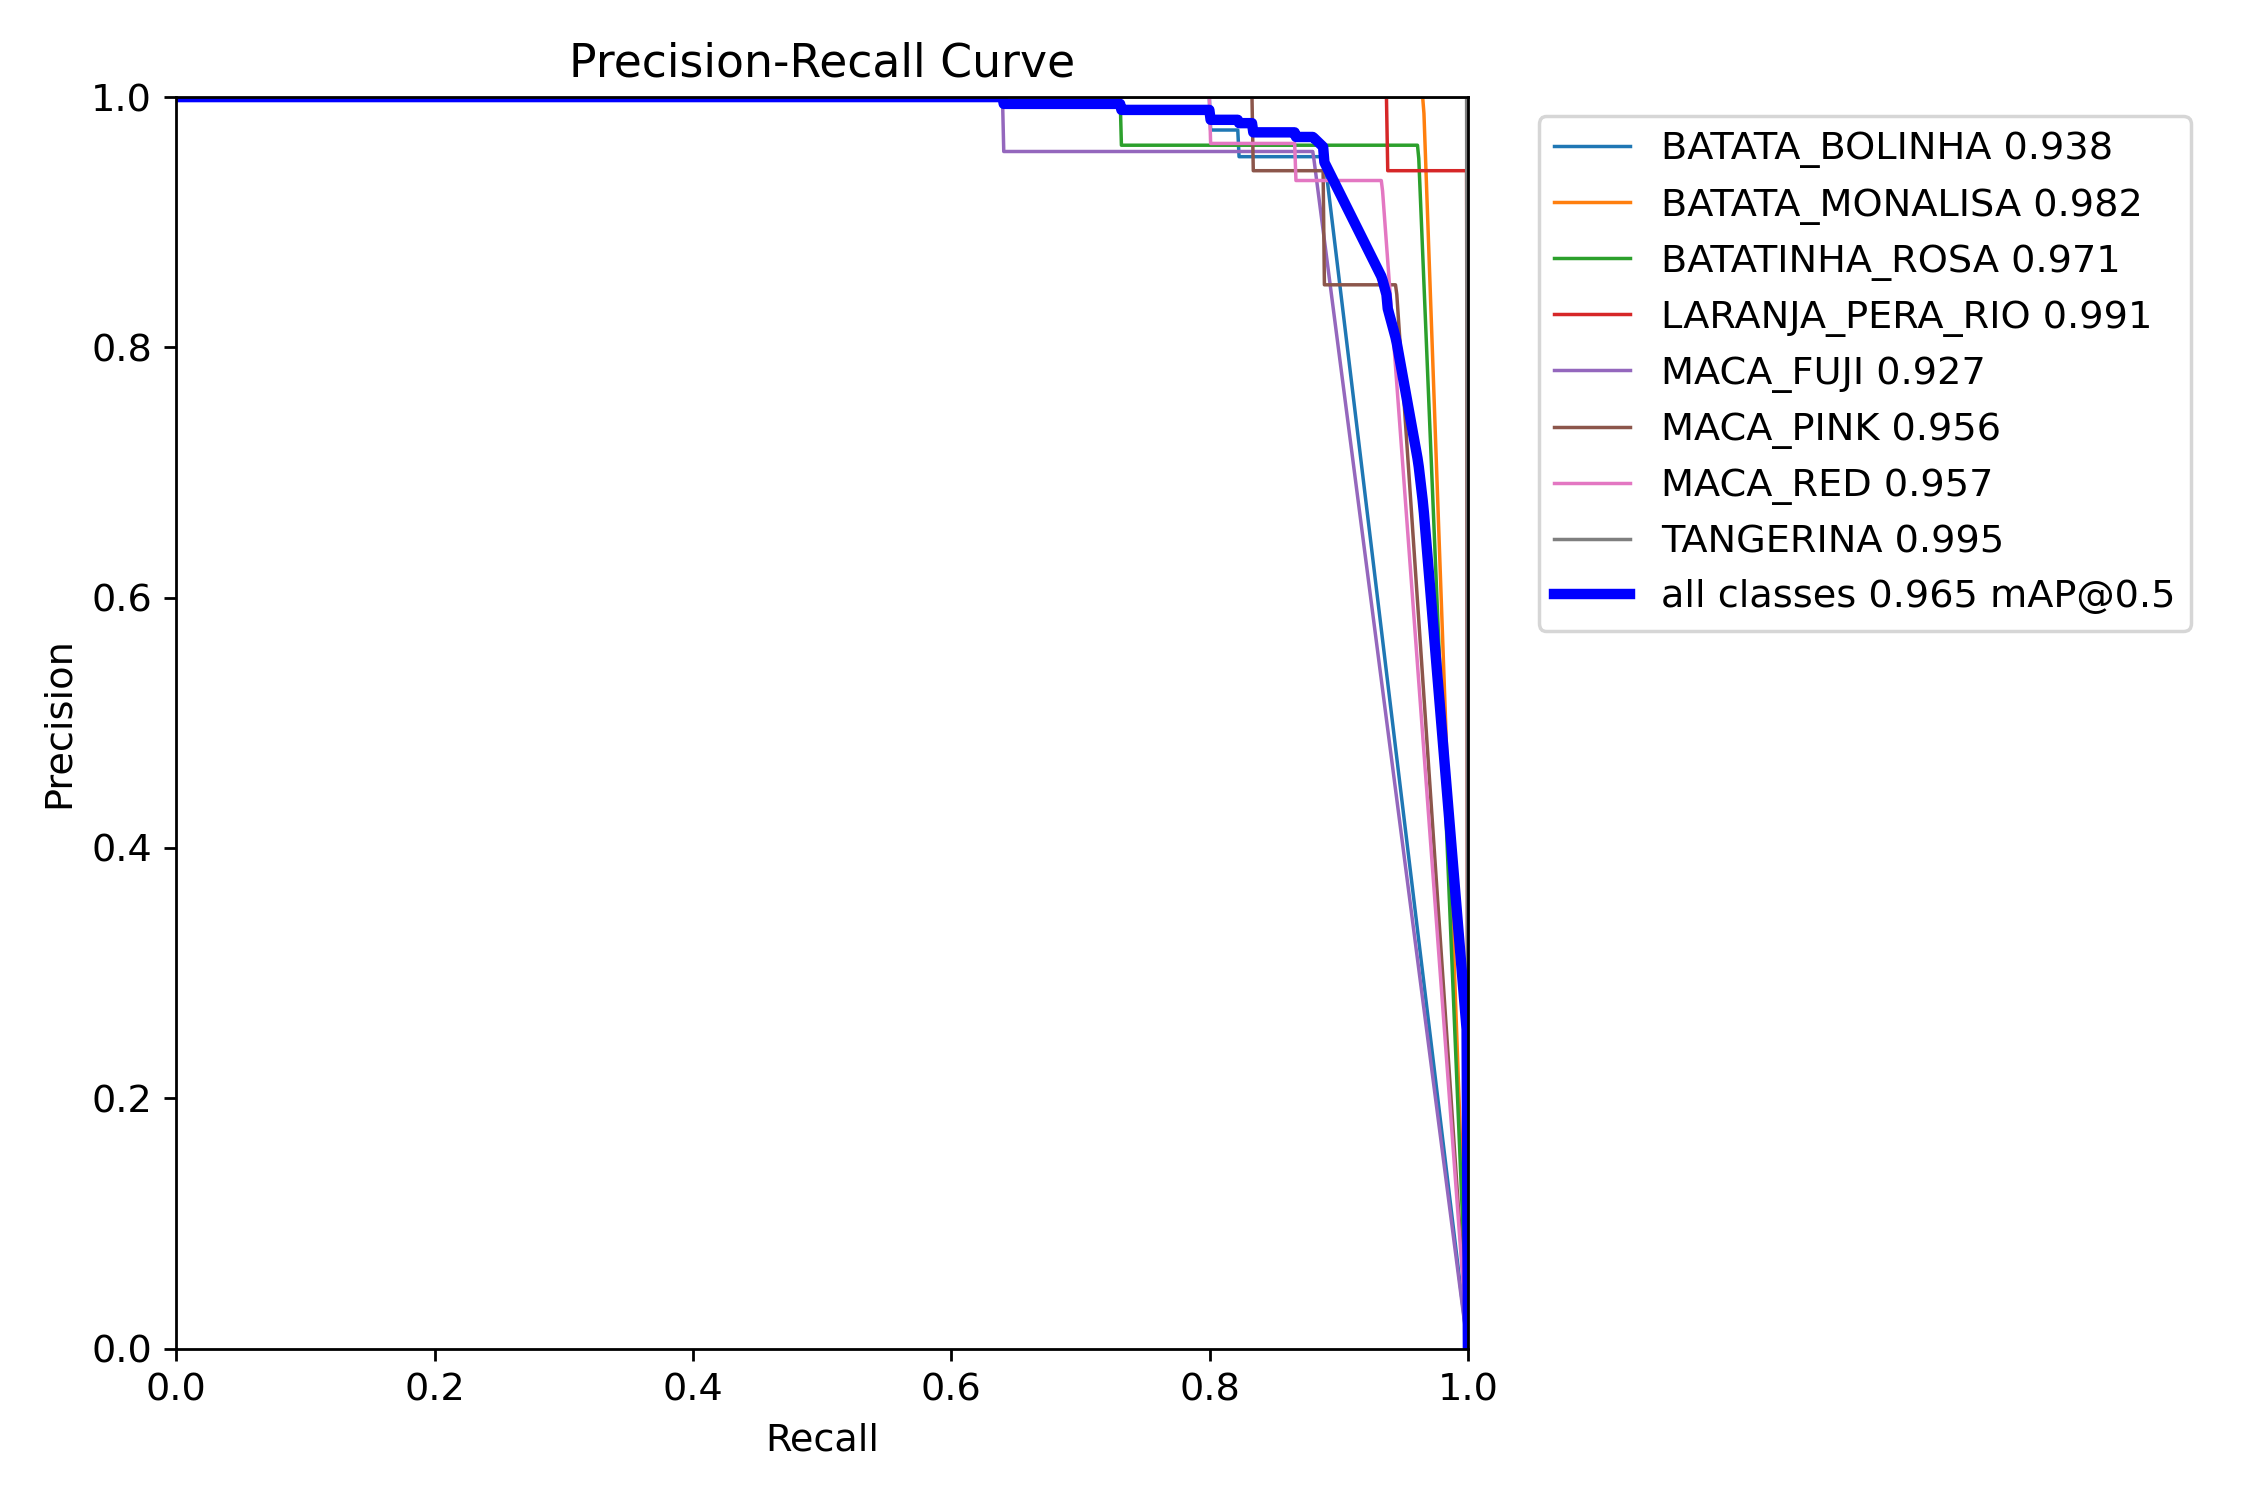 Precision-Recall Curve
1.0
0.8
0.6
0.4
0.2
0.0
Precision
0.0 0.2 0.4 0.6 0.8 1.0
Recall
BATATA_BOLINHA 0.938
BATATA_MONALISA 0.982
BATATINHA_ROSA 0.971
LARANJA_PERA_RIO 0.991
MACA_FUJI 0.927
MACA_PINK 0.956
MACA_RED 0.957
TANGERINA 0.995
all classes 0.965 mAP@0.5